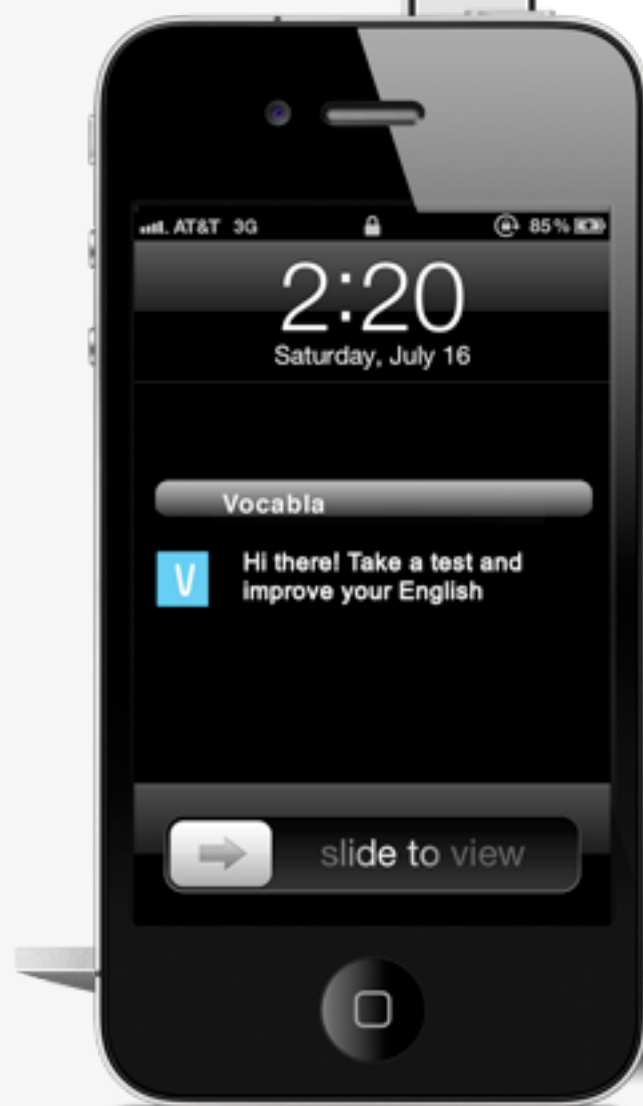 AT&T 3G 85%
2:20
Saturday, July 16
Vocabla
V
Hi there! Take a test and
improve your English
slide to view